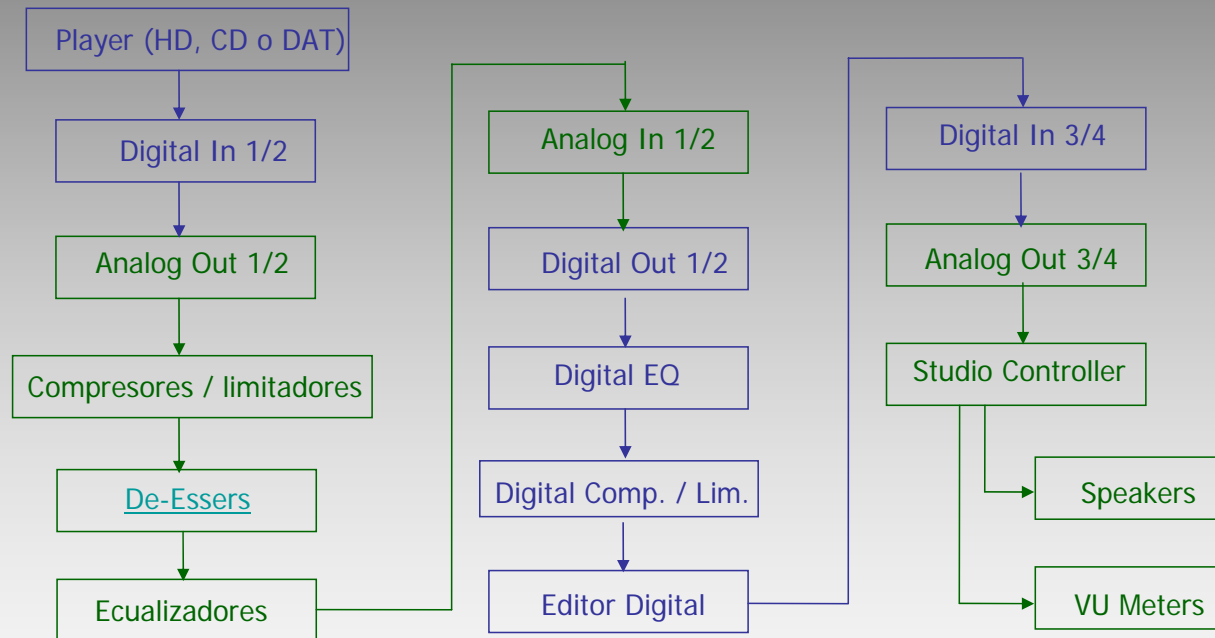 Player (HD, CD o DAT)
Digital In 1/2
Analog Out 1/2
Compresores / limitadores
De-Essers
Ecualizadores
Analog In 1/2
Digital Out 1/2
Digital EQ
Digital Comp. / Lim.
Editor Digital
Digital In 3/4
Analog Out 3/4
Studio Controller
Speakers
VU Meters